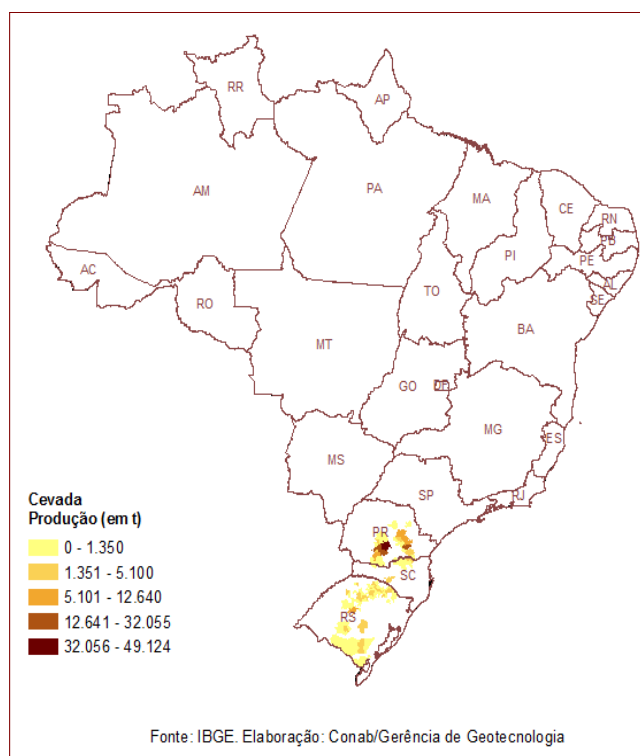 RR
AP
AM
PA
MA
CE
RN
PB
PE
PI
AL
SE
AC
RO
TO
BA
MT
GO
DF
MG
ES
MS
SP
RJ
PR
SC
RS
Cevada
Produção (em t)
0 - 1.350
1.351 - 5.100
5.101 - 12.640
12.641 - 32.055
32.056 - 49.124
Fonte: IBGE. Elaboração: Conab/Gerência de Geotecnologia